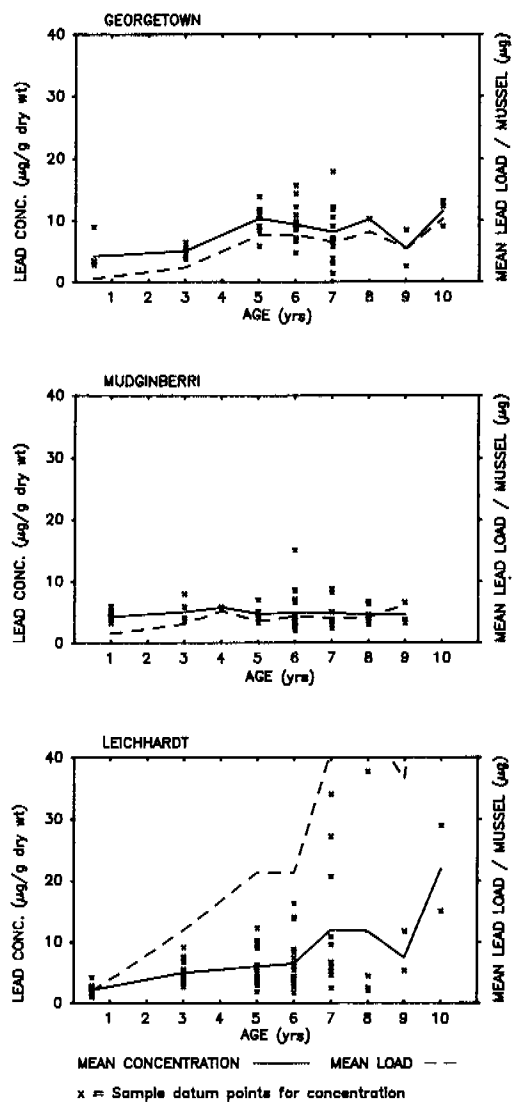 GEORGETOWN
40
30
20
10
0
LEAD CONC. (µg/g dry wt)
MEAN LEAD LOAD / MUSSEL (µg)
1 2 3 4 5 6 7 8 9 10
AGE (yrs)
MUDGINBERRI
40
30
20
10
0
LEAD CONC. (µg/g dry wt)
MEAN LEAD LOAD / MUSSEL (µg)
1 2 3 4 5 6 7 8 9 10
AGE (yrs)
LEICHHARDT
40
30
20
10
0
LEAD CONC. (µg/g dry wt)
MEAN LEAD LOAD / MUSSEL (µg)
1 2 3 4 5 6 7 8 9 10
AGE (yrs)
MEAN CONCENTRATION MEAN LOAD
x = Sample datum points for concentration